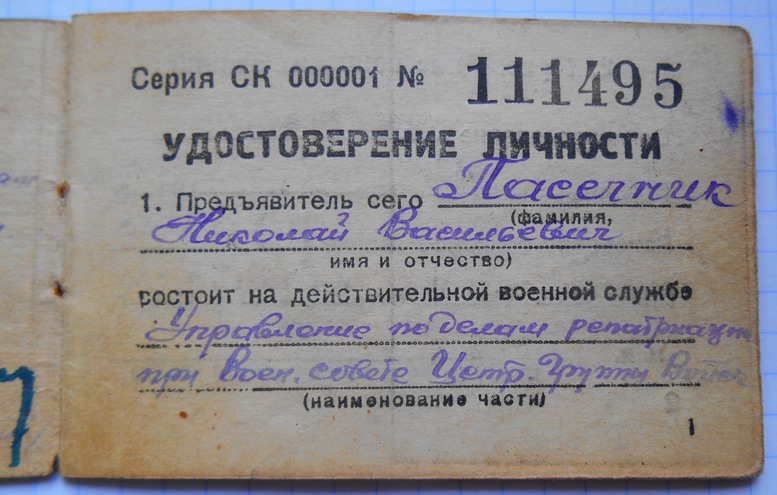 Серия СК 000001 № 111495
УДОСТОВЕРЕНИЕ ЛИЧНОСТИ
1. Предъявитель сего Пасечник
(фамилия,
Николай Васильевич
имя и отчество)
состоит на действительной военной службе
Управление по делам репатриации
при Воен. совете Центр. Группы Войск
(наименование части)
1